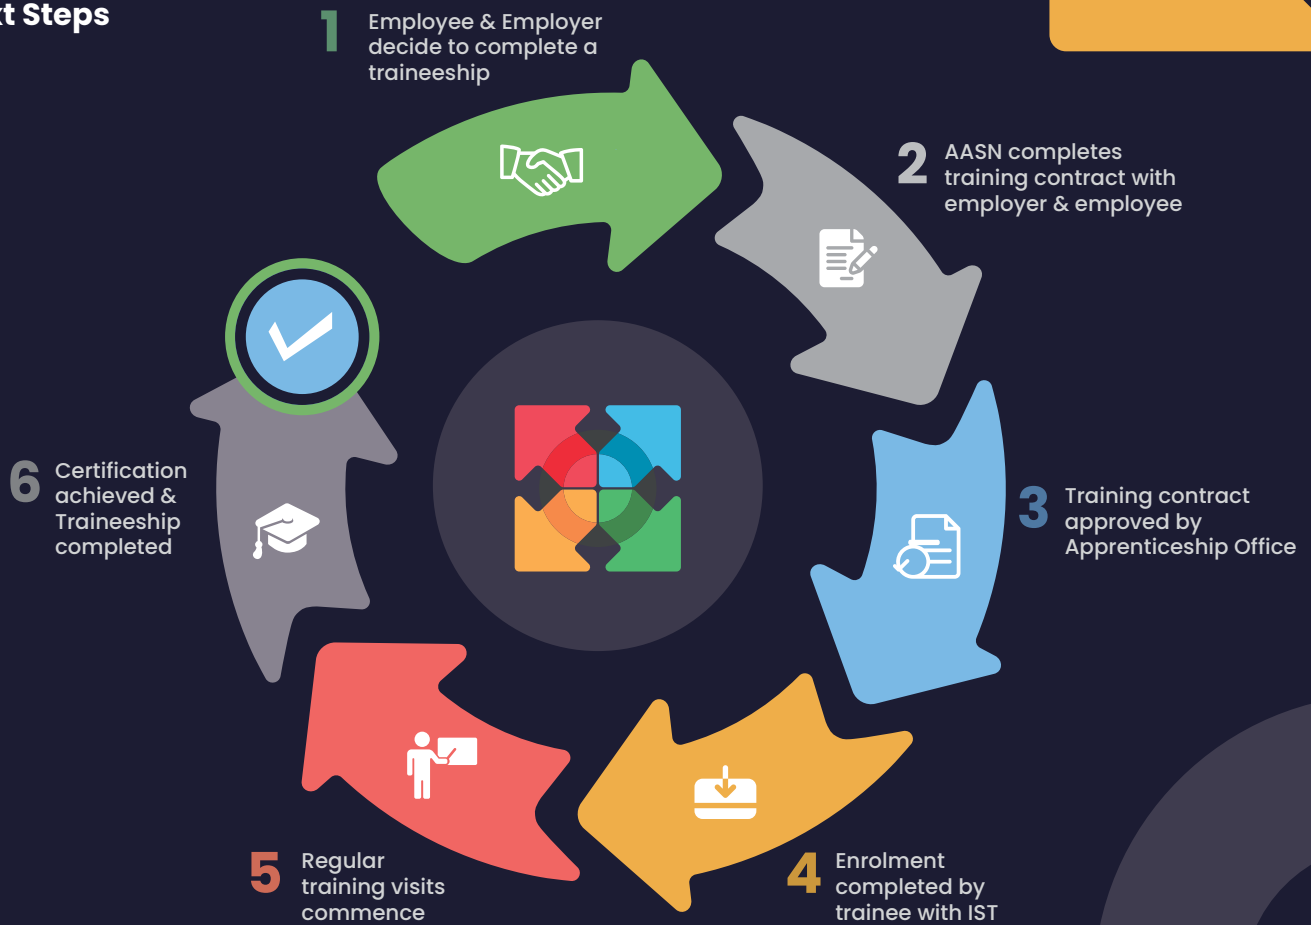 t Steps
1
Employee & Employer
decide to complete a
traineeship
2
AASN completes
training contract with
employer & employee
3
Training contract
approved by
Apprenticeship Office
4
Enrolment
completed by
trainee with IST
5
Regular
training visits
commence
6
Certification
achieved &
Traineeship
completed